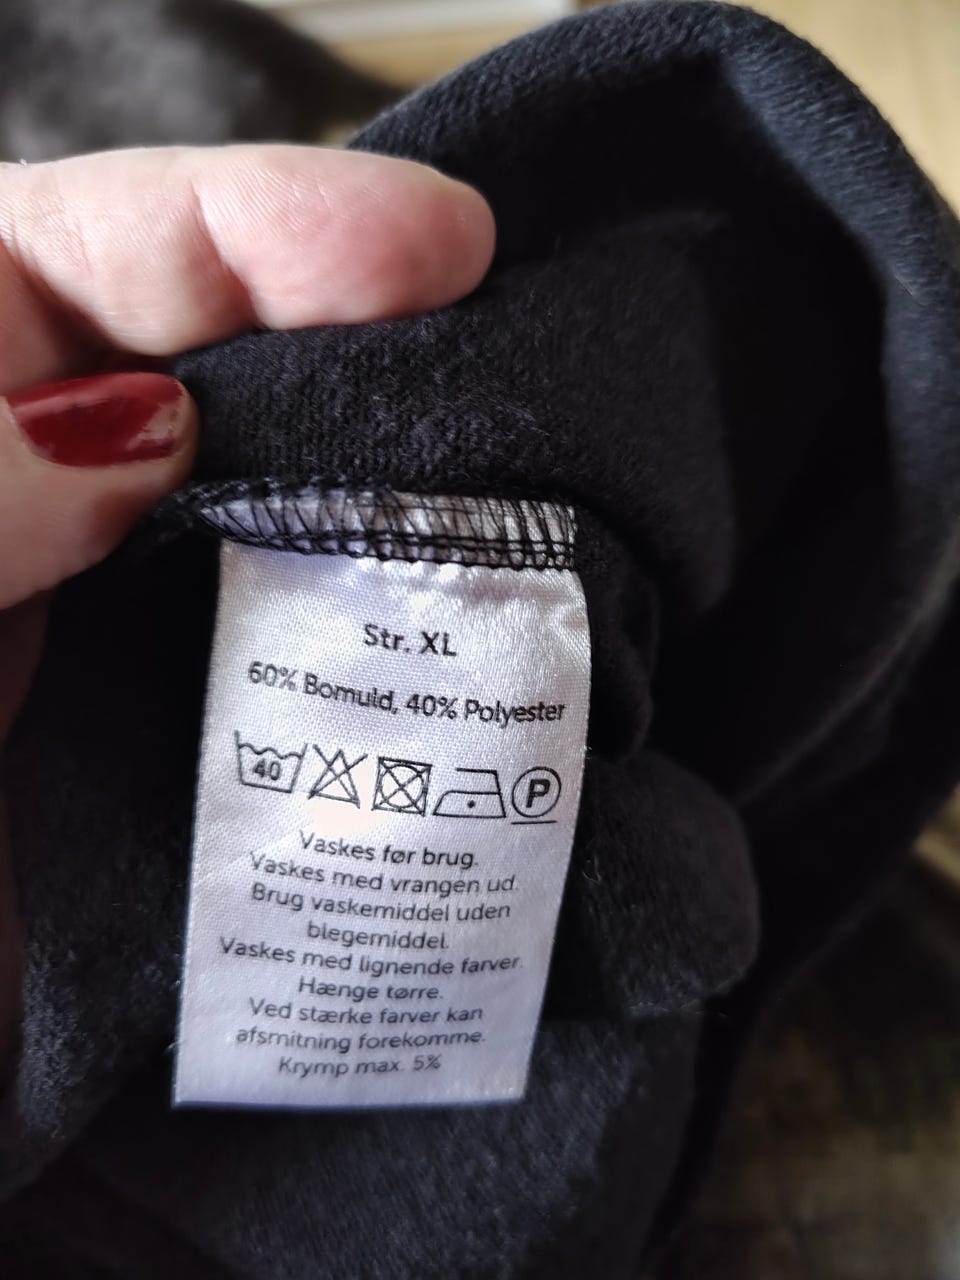 Str. XL
60% Bomuld, 40% Polyester
40 P
Vaskes før brug.
Vaskes med vrangen ud.
Brug vaskemiddel uden
blegemiddel.
Vaskes med lignende farver.
Hænge tørre.
Ved stærke farver kan
afsmitning forekomme.
Krymp max. 5%